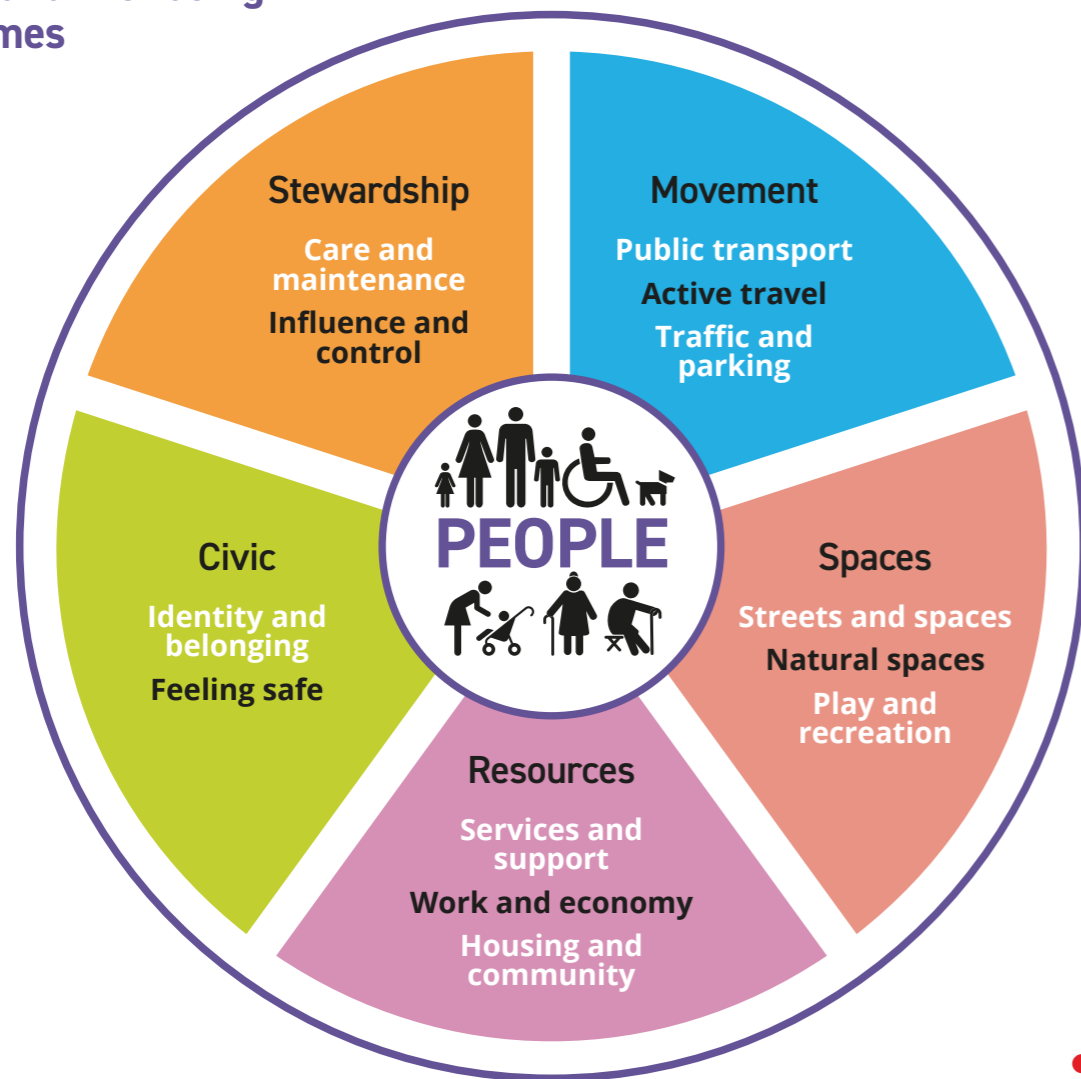 mes
Stewardship
Care and
maintenance
Influence and
control
Movement
Public transport
Active travel
Traffic and
parking
Spaces
Streets and spaces
Natural spaces
Play and
recreation
Resources
Services and
support
Work and economy
Housing and
community
Civic
Identity and
belonging
Feeling safe
PEOPLE